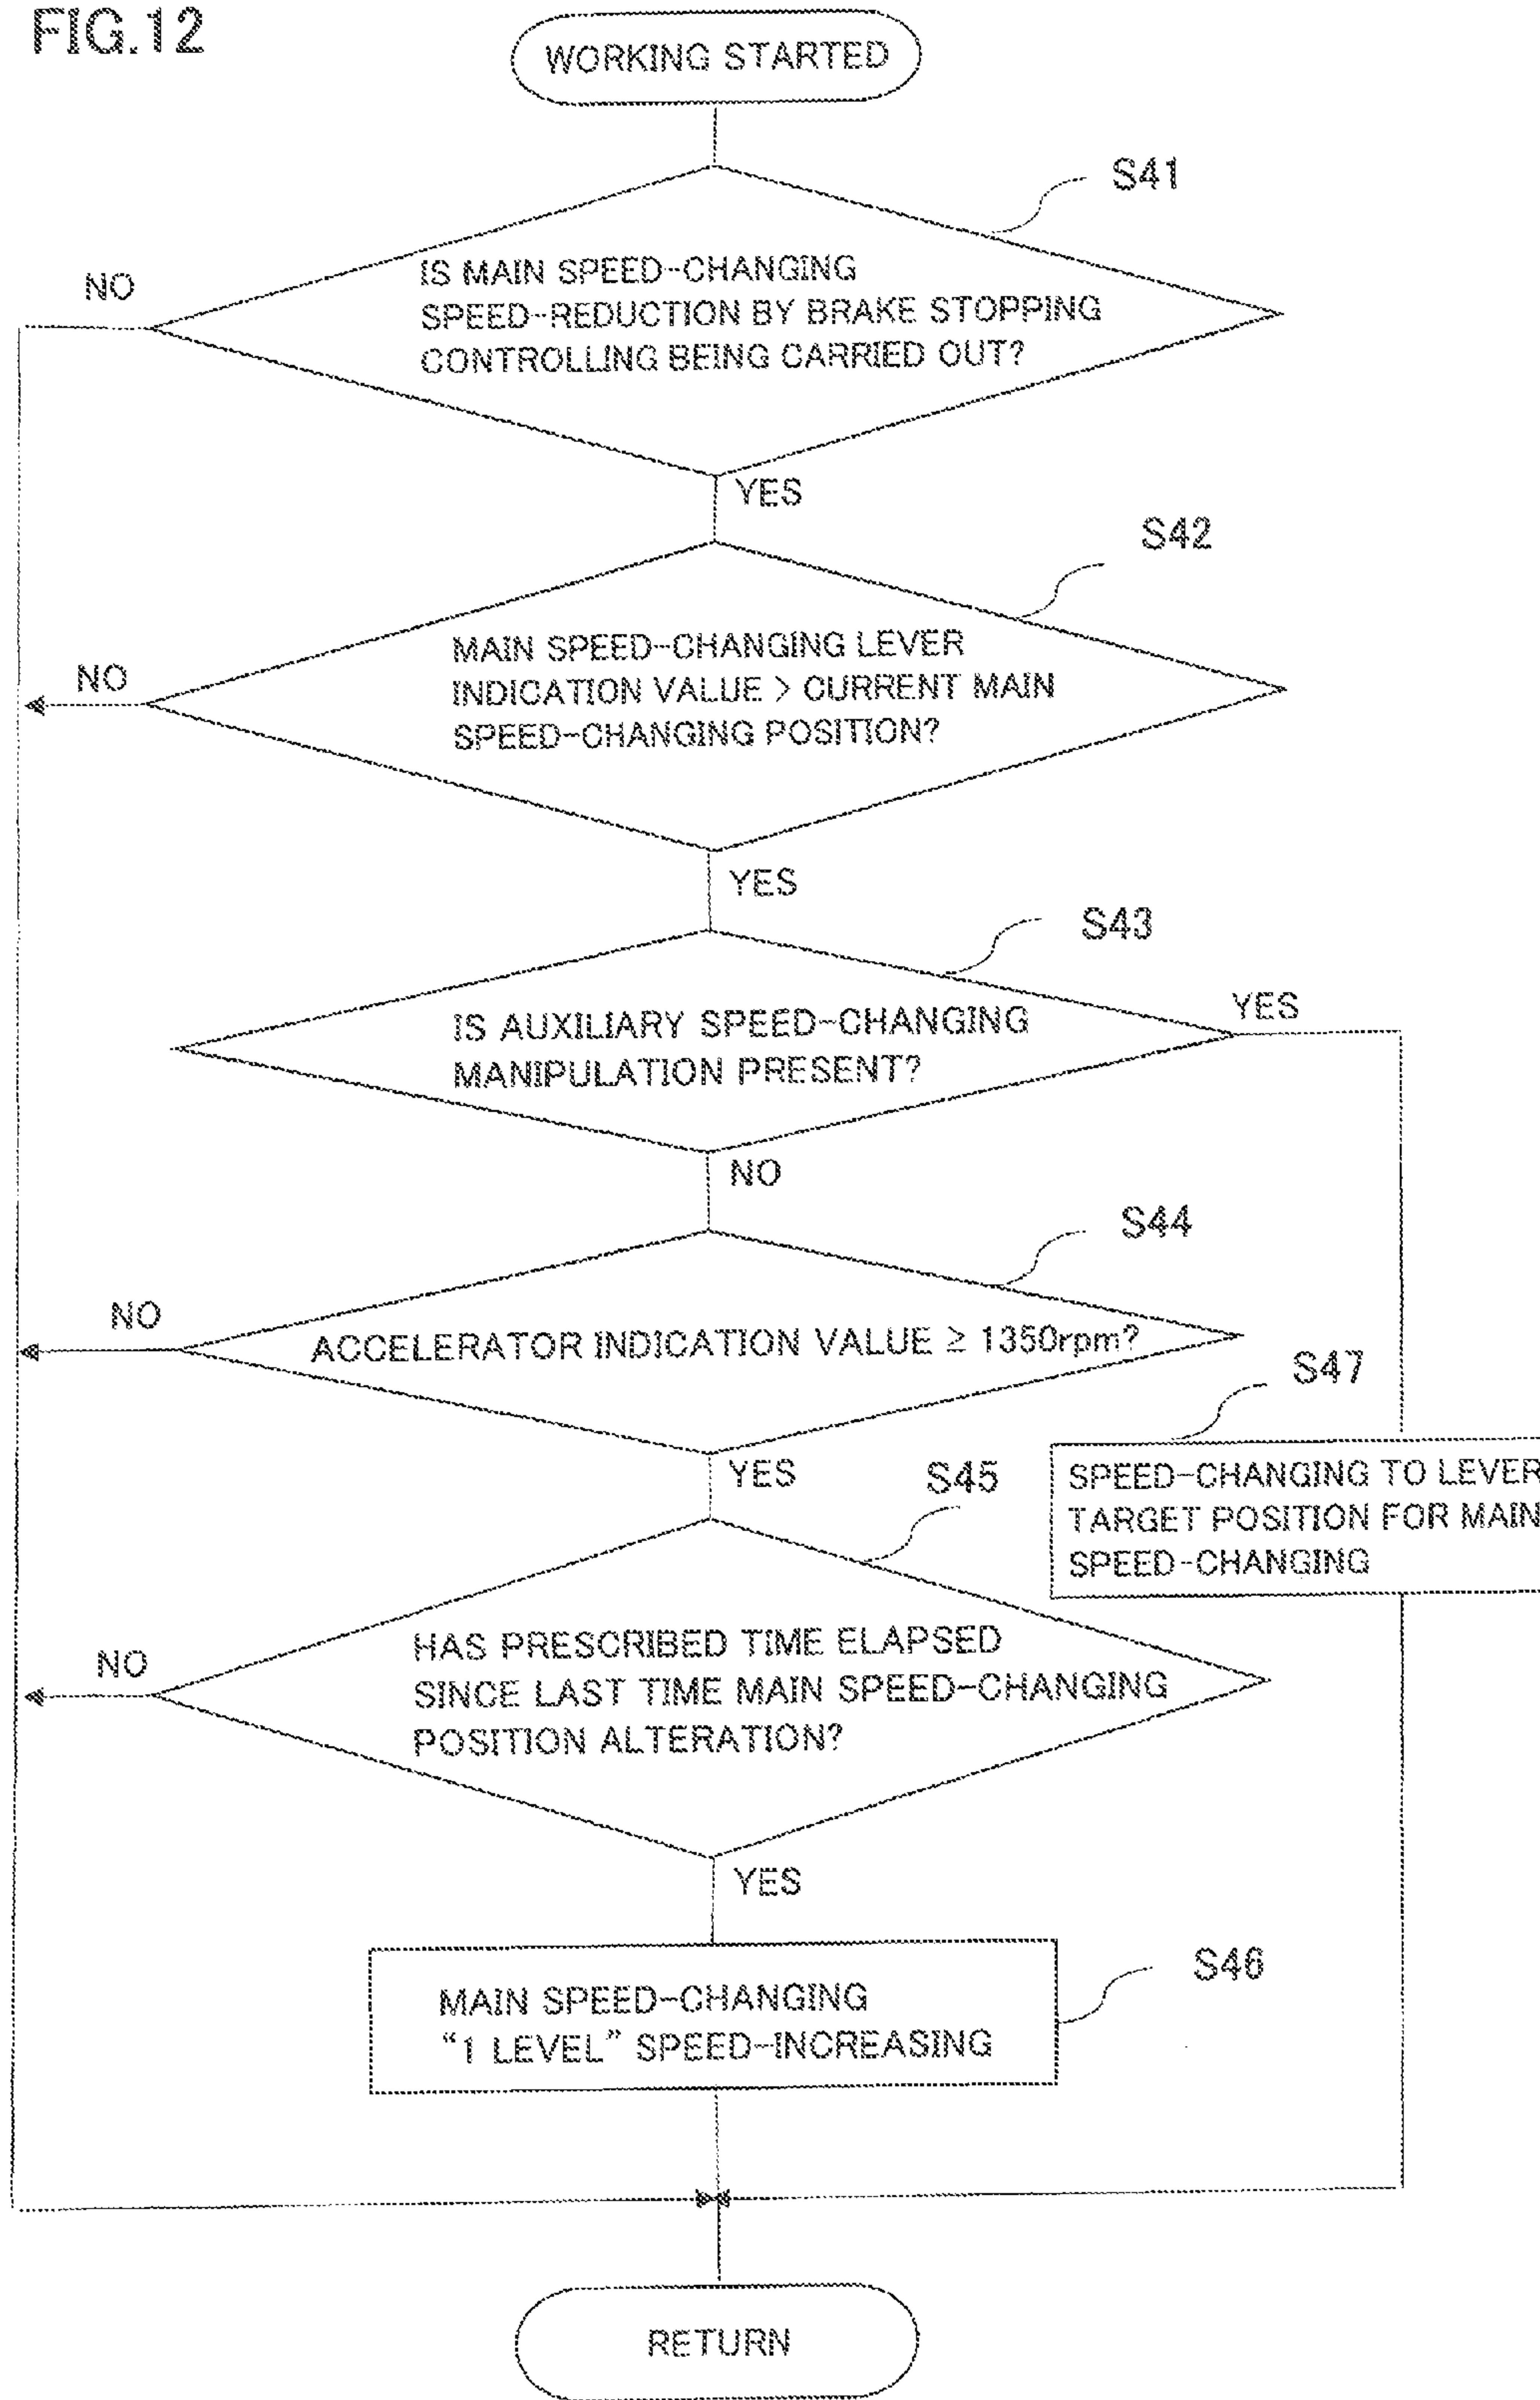 FIG.12
WORKING STARTED
S41
IS MAIN SPEED-CHANGING
SPEED-REDUCTION BY BRAKE STOPPING
CONTROLLING BEING CARRIED OUT?
NO
YES
S42
MAIN SPEED-CHANGING LEVER
INDICATION VALUE > CURRENT MAIN
SPEED-CHANGING POSITION?
NO
YES
S43
IS AUXILIARY SPEED-CHANGING
MANIPULATION PRESENT?
YES
NO
S44
ACCELERATOR INDICATION VALUE ≥ 1350rpm?
NO
YES
S47
SPEED-CHANGING TO LEVER
TARGET POSITION FOR MAIN
SPEED-CHANGING
S45
HAS PRESCRIBED TIME ELAPSED
SINCE LAST TIME MAIN SPEED-CHANGING
POSITION ALTERATION?
NO
YES
S46
MAIN SPEED-CHANGING
“1 LEVEL” SPEED-INCREASING
RETURN